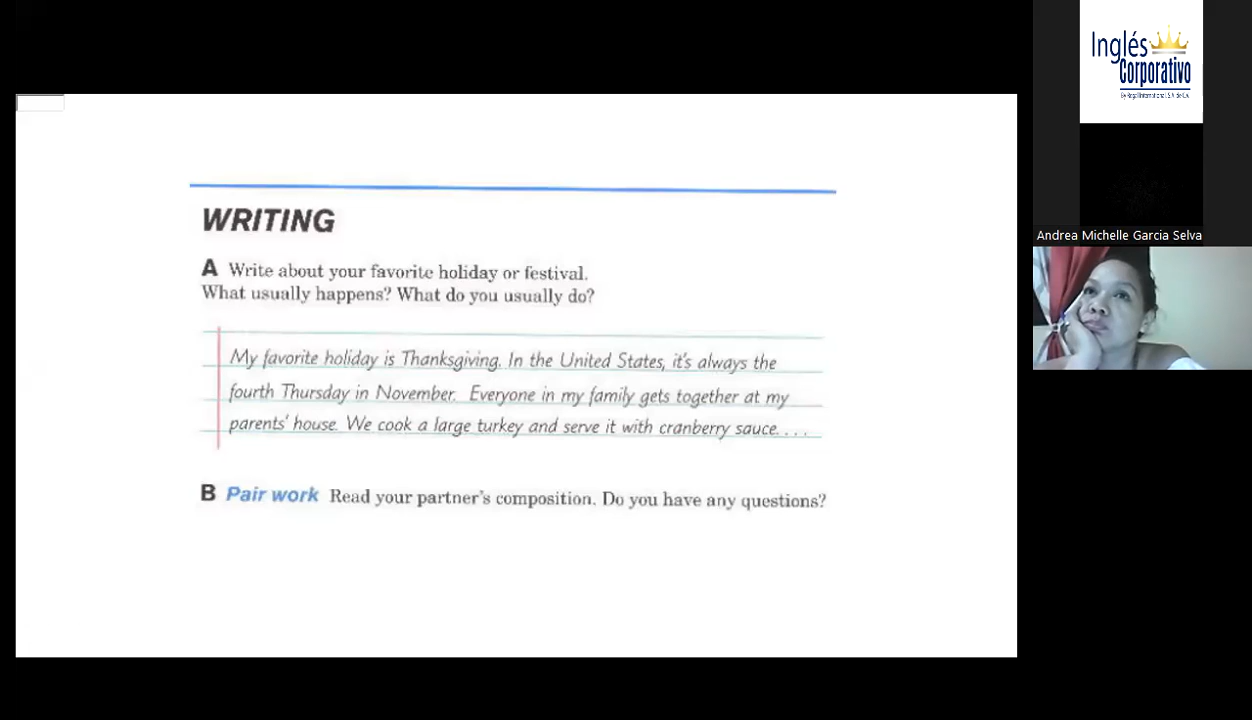 Inglés
Corporativo
Andrea Michelle Garcia Selva
WRITING
A Write about your favorite holiday or festival.
What usually happens? What do you usually do?
My favorite holiday is Thanksgiving. In the United States, it's always the
fourth Thursday in November. Everyone in my family gets together at my
parents' house. We cook a large turkey and serve it with cranberry sauce. . . .
B Pair work Read your partner's composition. Do you have any questions?